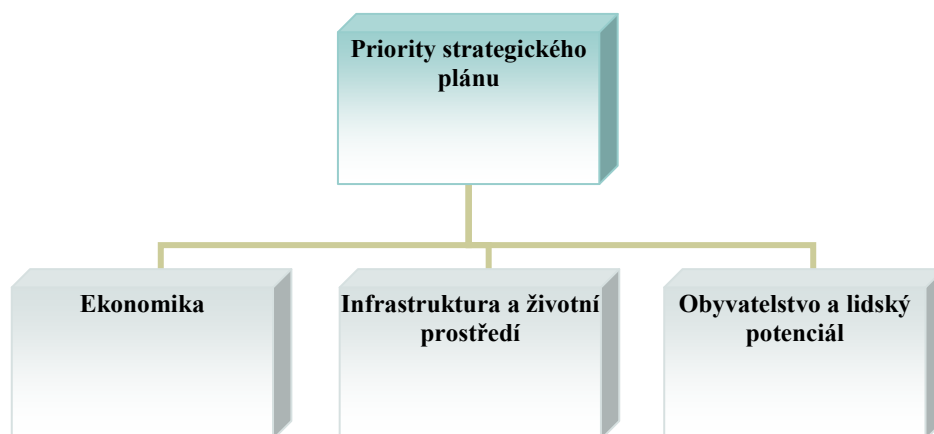 Priority strategického
plánu
Ekonomika
Infrastruktura a životní
prostředí
Obyvatelstvo a lidský
potenciál